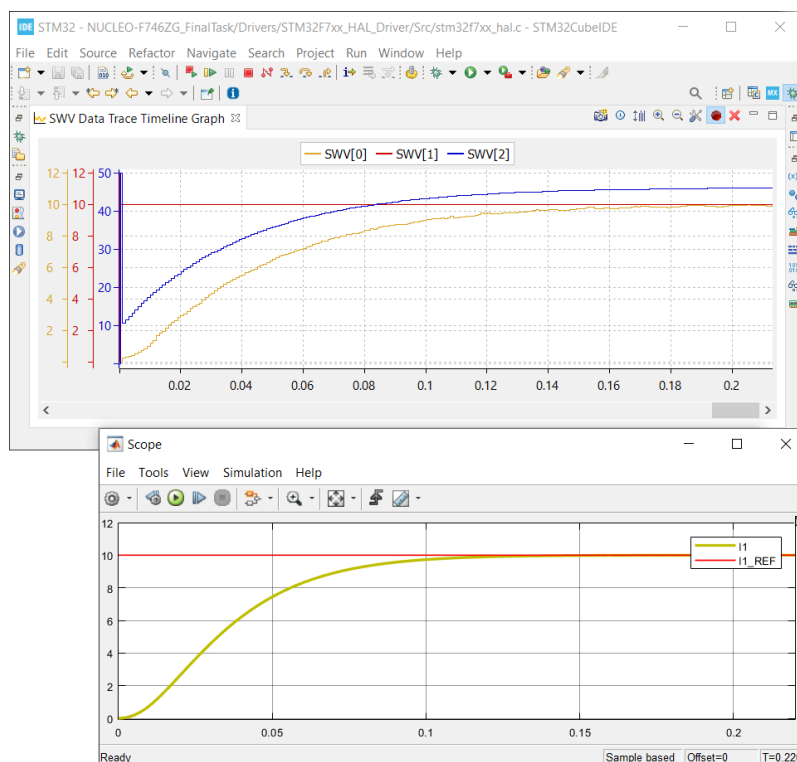 IDE STM32 - NUCLEO-F746ZG_FinalTask/Drivers/STM32F7xx_HAL_Driver/Src/stm32f7xx_hal.c - STM32CubeIDE
File Edit Source Refactor Navigate Search Project Run Window Help
MX
SWV Data Trace Timeline Graph
SWV[0] SWV[1] SWV[2]
12 12 50
10 10 40
8 8
6 6 30
4 4 20
2 2 10
0.02 0.04 0.06 0.08 0.1 0.12 0.14 0.16 0.18 0.2
Scope
File Tools View Simulation Help
12
10
8
6
4
2
0
I1
I1_REF
0 0.05 0.1 0.15 0.2
Ready Sample based Offset=0 T=0.220